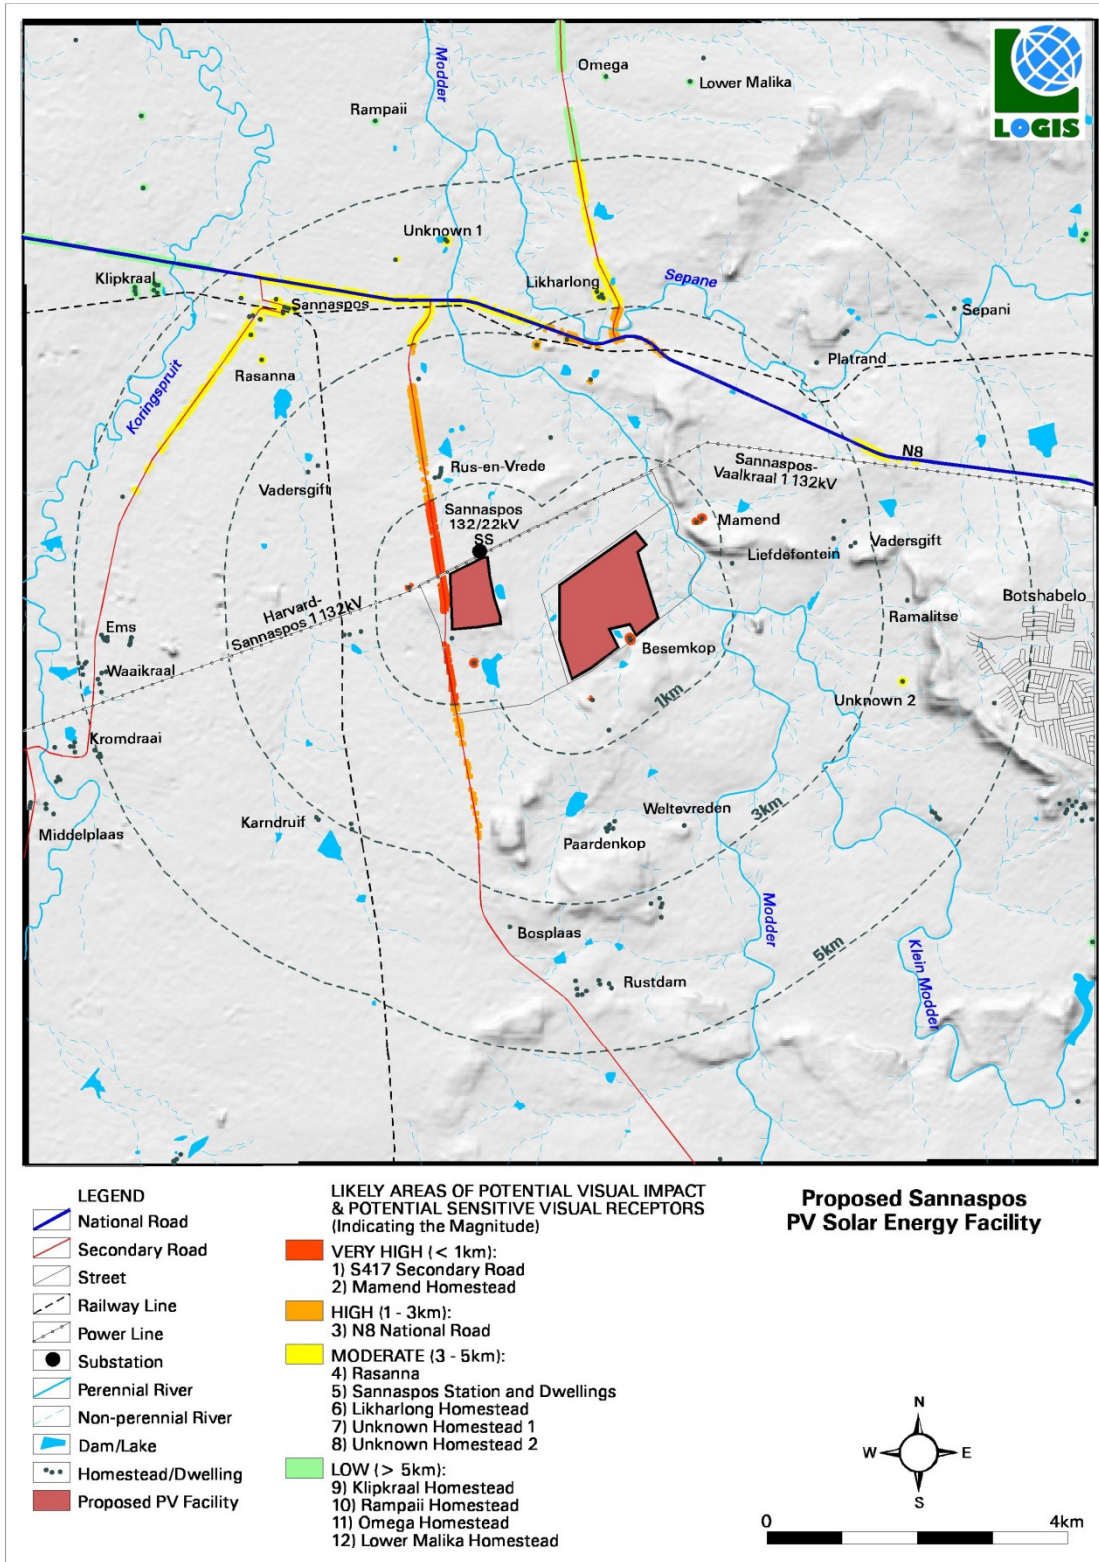 Omega
Lower Malika
LOGIS
Modder
Rampaii
Unknown 1
Klipkraal
Sannaspos
Likharlong
Sepane
Sepani
Platrand
Rasanna
Koringspruit
N8
Rus-en-Vrede
Sannaspos-
Vaalkraal 1 132kV
Vadersgift
Sannaspos
132/22kV
SS
Mamend
Liefdefontein
Vadersgift
Harvard-
Sannaspos 1 132kV
Botshabelo
Ramalitse
Ems
Waaikraal
Besemkop
1km
Unknown 2
Kromdraai
Middelplaas
Karndruif
Weltevreden
3km
Paardenkop
Bosplaas
Modder
5km
Klein Modder
Rustdam
LEGEND
National Road
Secondary Road
Street
Railway Line
Power Line
Substation
Perennial River
Non-perennial River
Dam/Lake
Homestead/Dwelling
Proposed PV Facility
LIKELY AREAS OF POTENTIAL VISUAL IMPACT
& POTENTIAL SENSITIVE VISUAL RECEPTORS
(Indicating the Magnitude)
VERY HIGH (< 1km):
1) S417 Secondary Road
2) Mamend Homestead
HIGH (1 - 3km):
3) N8 National Road
MODERATE (3 - 5km):
4) Rasanna
5) Sannaspos Station and Dwellings
6) Likharlong Homestead
7) Unknown Homestead 1
8) Unknown Homestead 2
LOW (> 5km):
9) Klipkraal Homestead
10) Rampaii Homestead
11) Omega Homestead
12) Lower Malika Homestead
Proposed Sannaspos
PV Solar Energy Facility
N
W
E
S
0
4km